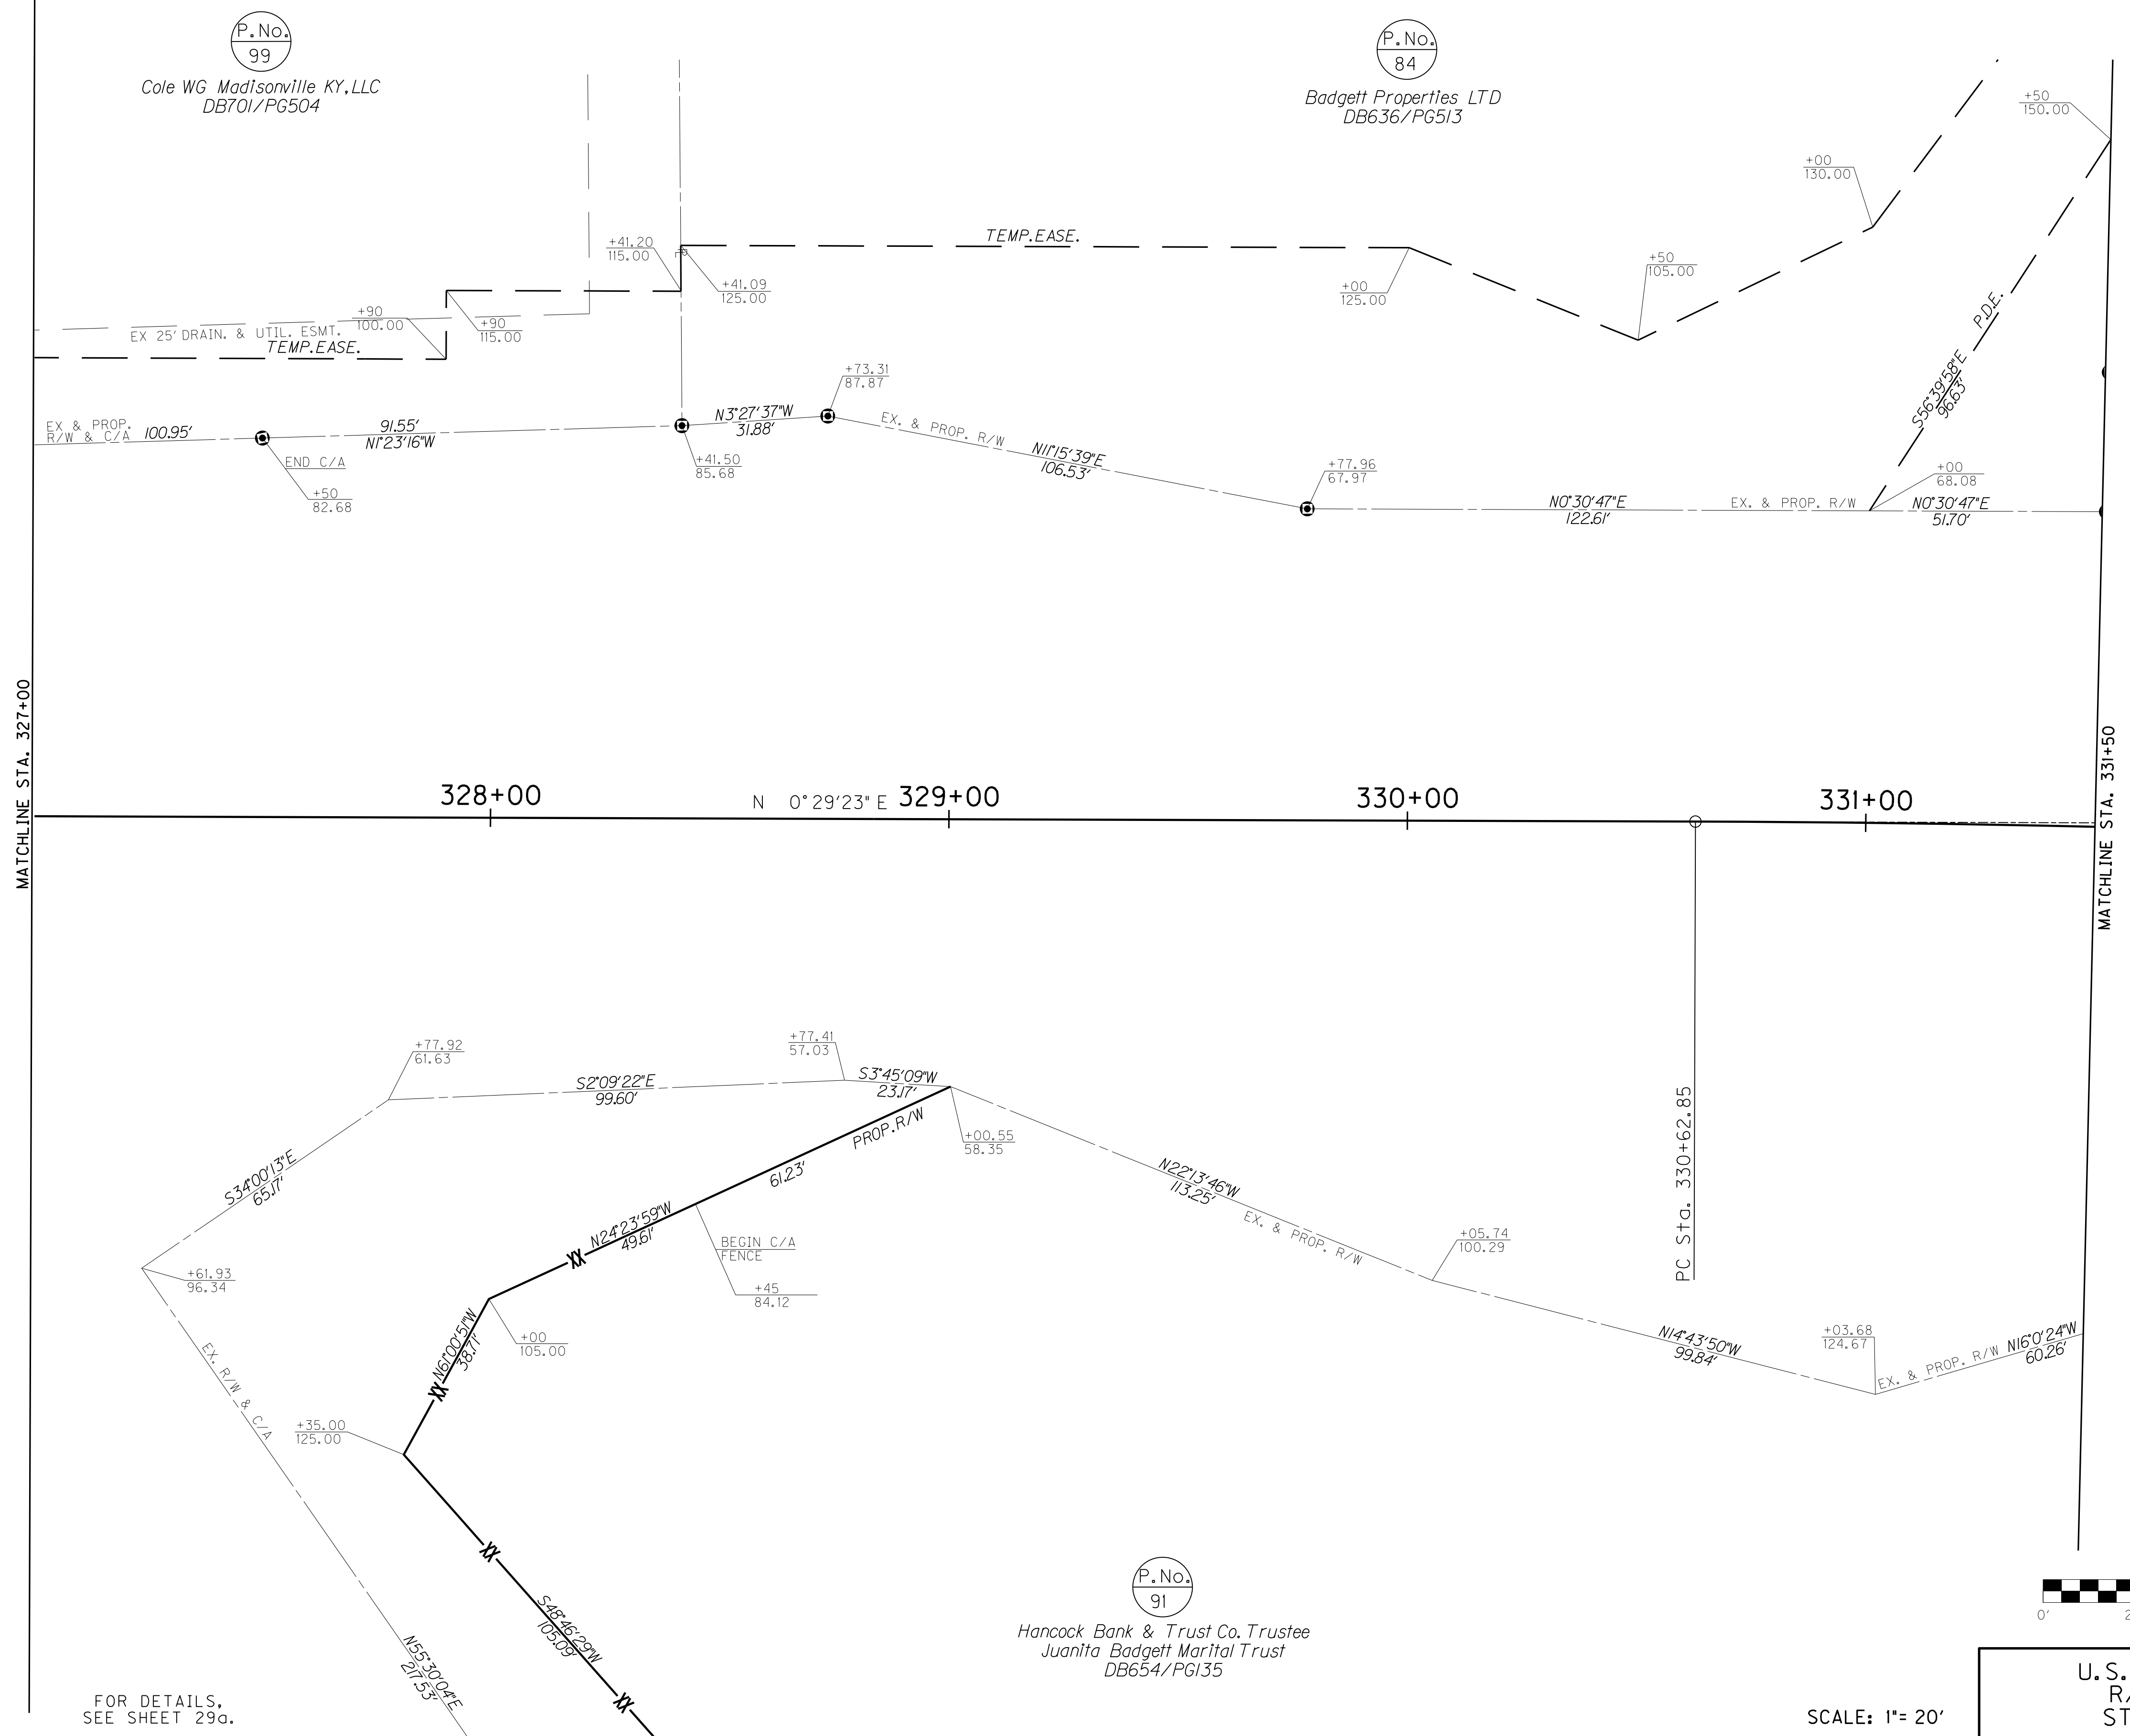 P.No.
99
Cole WG Madisonville KY,LLC
DB701/PG504
P.No.
84
Badgett Properties LTD
DB636/PG513
+50
150.00
+00
130.00
+41.20
115.00
TEMP.EASE.
+50
105.00
+41.09
125.00
+00
125.00
+90
100.00
+90
115.00
EX 25' DRAIN. & UTIL. ESMT.
TEMP.EASE.
P.D.E.
S56°39'58"E
96.63'
+73.31
87.87
EX & PROP.
R/W & C/A
100.95'
91.55'
N1°23'16"W
N3°27'37"W
31.88'
EX. & PROP. R/W
N11°15'39"E
106.53'
END C/A
+50
82.68
+41.50
85.68
+77.96
67.97
+00
68.08
N0°30'47"E
122.61'
EX. & PROP. R/W
N0°30'47"E
51.70'
MATCHLINE STA. 327+00
MATCHLINE STA. 331+50
328+00
N 0°29'23" E
329+00
330+00
331+00
+77.92
61.63
+77.41
57.03
S2°09'22"E
99.60'
S3°45'09"W
23.17'
PROP.R/W
+00.55
58.35
PC Sta. 330+62.85
S34°00'13"E
65.17'
61.23'
N22°13'46"W
113.25'
EX. & PROP. R/W
N24°23'59"W
49.61'
BEGIN C/A
FENCE
+45
84.12
+05.74
100.29
+61.93
96.34
XX
N61°00'51"W
38.71'
+00
105.00
N14°43'50"W
99.84'
+03.68
124.67
EX. & PROP. R/W
N16°0'24"W
60.26'
EX. R/W & C/A
XX
+35.00
125.00
XX
S48°46'29"W
105.09'
XX
N55°30'04"E
217.53'
P.No.
91
Hancock Bank & Trust Co. Trustee
Juanita Badgett Marital Trust
DB654/PG135
0'
FOR DETAILS,
SEE SHEET 29a.
SCALE: 1"= 20'
U.S.
R/
ST